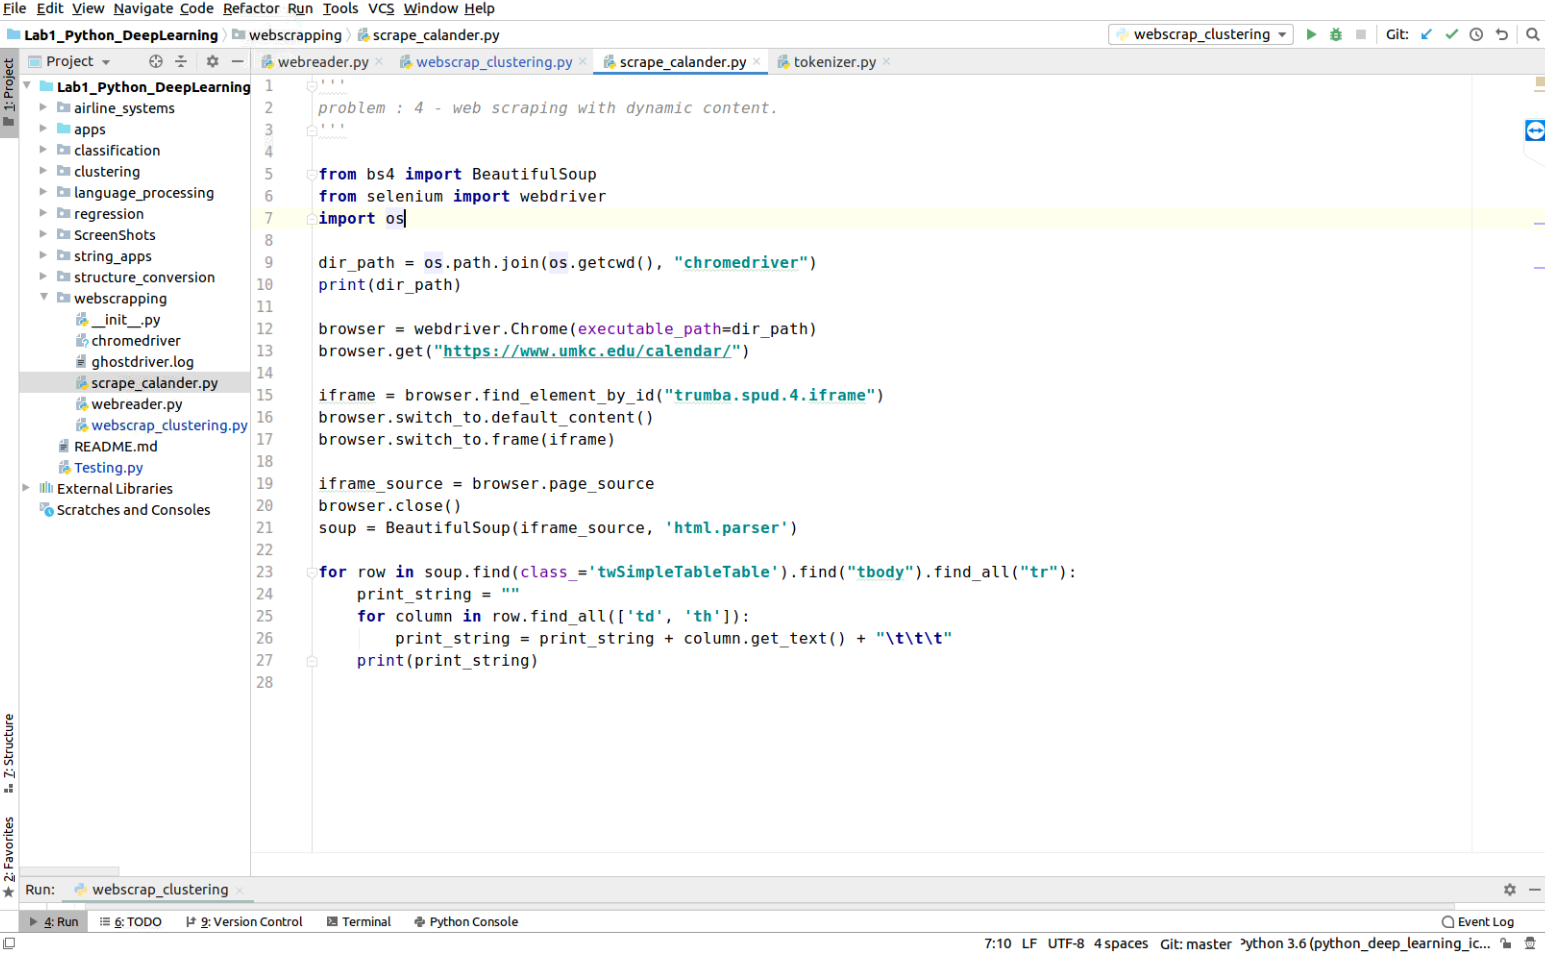 File Edit View Navigate Code Refactor Run Tools VCS Window Help
Lab1_Python_DeepLearning webscrapping scrape_calander.py webscrap_clustering Git:
1: Project
Project webreader.py webscrap_clustering.py scrape_calander.py tokenizer.py
Lab1_Python_DeepLearning
airline_systems
apps
classification
clustering
language_processing
regression
ScreenShots
string_apps
structure_conversion
webscrapping
__init__.py
chromedriver
ghostdriver.log
scrape_calander.py
webreader.py
webscrap_clustering.py
README.md
Testing.py
External Libraries
Scratches and Consoles
1 '''
2 problem : 4 - web scraping with dynamic content.
3 '''
4
5 from bs4 import BeautifulSoup
6 from selenium import webdriver
7 import os
8
9 dir_path = os.path.join(os.getcwd(), "chromedriver")
10 print(dir_path)
11
12 browser = webdriver.Chrome(executable_path=dir_path)
13 browser.get("https://www.umkc.edu/calendar/")
14
15 iframe = browser.find_element_by_id("trumba.spud.4.iframe")
16 browser.switch_to.default_content()
17 browser.switch_to.frame(iframe)
18
19 iframe_source = browser.page_source
20 browser.close()
21 soup = BeautifulSoup(iframe_source, 'html.parser')
22
23 for row in soup.find(class_='twSimpleTableTable').find("tbody").find_all("tr"):
24     print_string = ""
25     for column in row.find_all(['td', 'th']):
26         print_string = print_string + column.get_text() + "\t\t\t"
27     print(print_string)
28
7: Structure
2: Favorites
Run: webscrap_clustering
4: Run 6: TODO 9: Version Control Terminal Python Console Event Log
7:10 LF UTF-8 4 spaces Git: master Python 3.6 (python_deep_learning_ic...